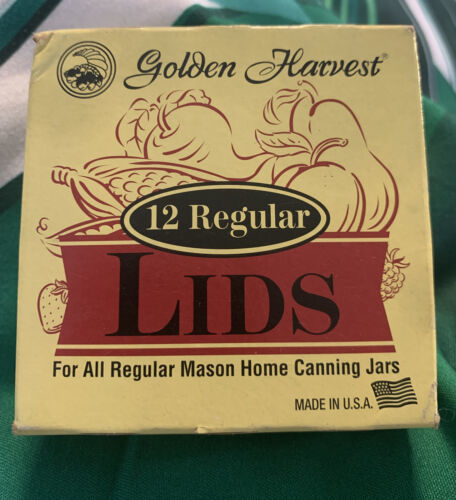 Golden Harvest®
12 Regular
LIDS
For All Regular Mason Home Canning Jars
MADE IN U.S.A.